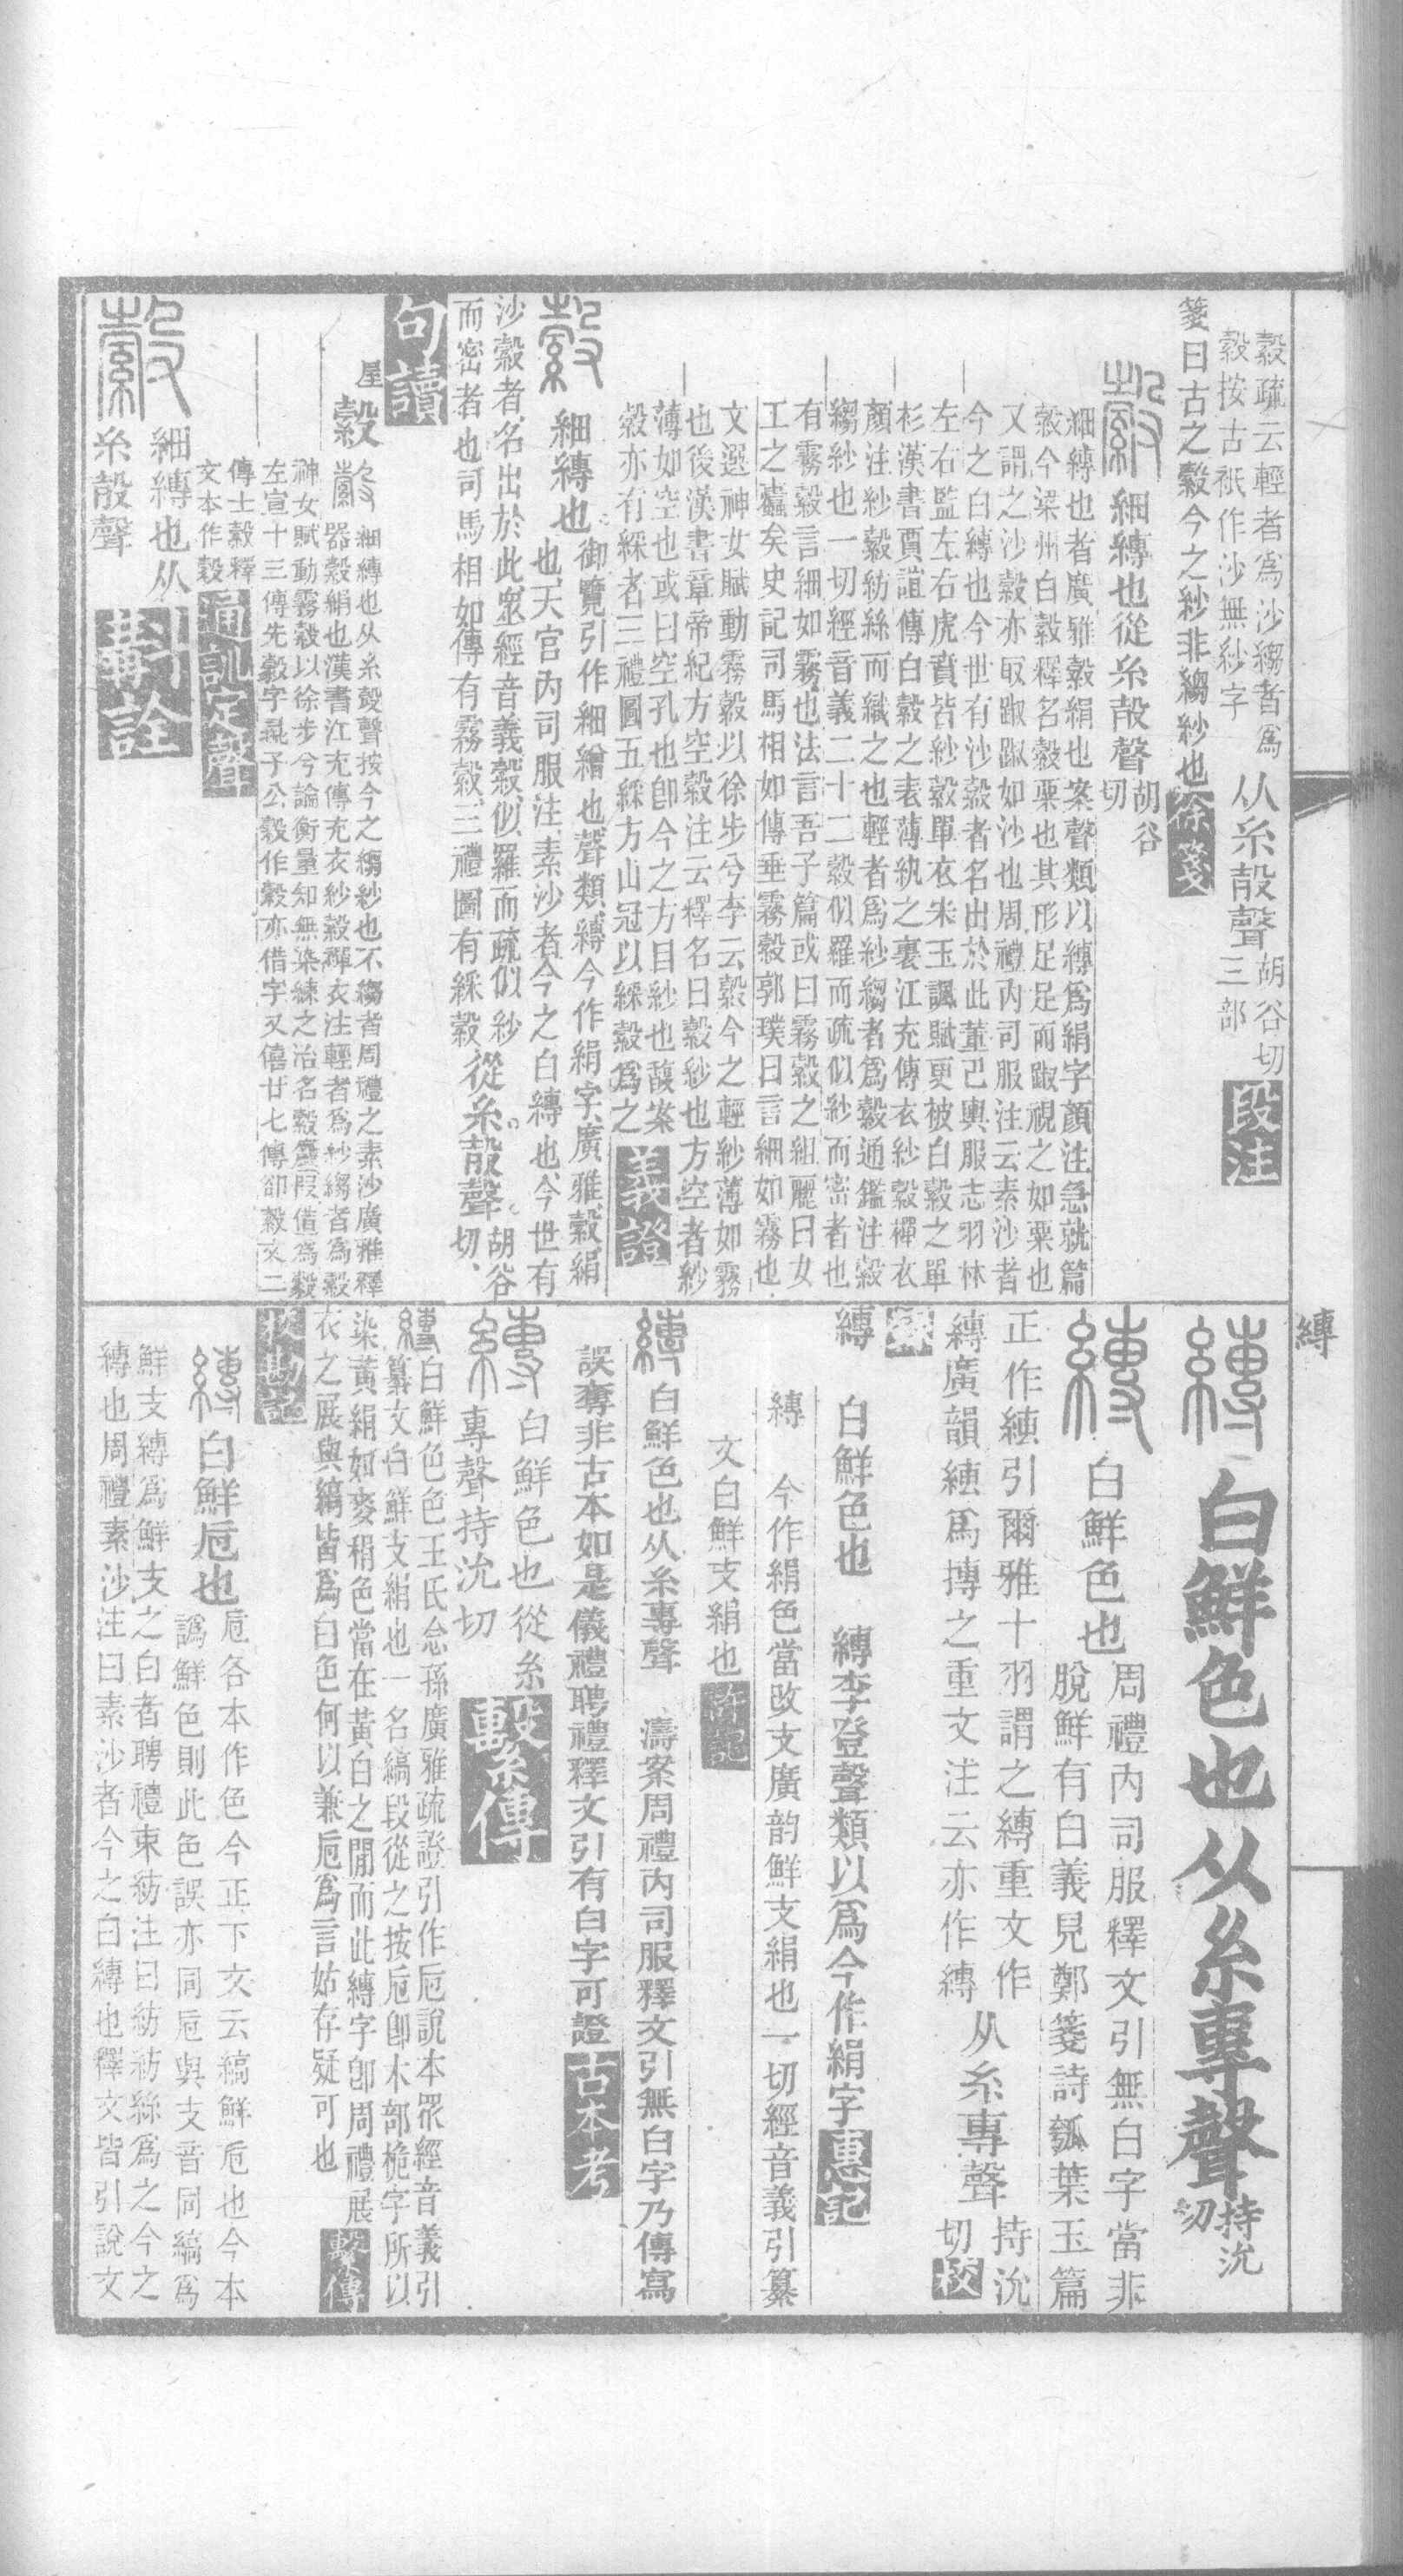 縠疏云輕者爲沙縐者爲
縠按古衹作沙無紗字
从糸㱿聲
胡谷切
三部
段注
箋曰古之縠今之紗非縐紗也
徐箋
細縳也從糸㱿聲
胡谷
切
細縳也者廣雅縠絹也案聲類以縳爲絹字顏注急就篇
縠今梁州白縠釋名縠粟也其形足足而踧視之如粟也
又謂之沙縠亦取踧踧如沙也周禮內司服注云素沙者
今之白縳也今世有沙縠者名出於此董巴輿服志羽林
左右監左右虎賁皆紗縠單衣宋玉諷賦更被白縠之單
杉漢書賈誼傳白縠之表薄紈之裏江充傳衣紗縠襌衣
顏注紗縠紡絲而織之也輕者爲紗縐者爲縠通鑑注縠
縐紗也一切經音義二十二縠似羅而疏似紗而密者也
有霧縠言細如霧也法言吾子篇或曰霧縠之組麗曰女
工之蠹矣史記司馬相如傳垂霧縠郭璞曰言細如霧也
文選神女賦動霧縠以徐步兮李云縠今之輕紗薄如霧
也後漢書章帝紀方空縠注云釋名曰縠紗也方空者紗
薄如空也或曰空孔也卽今之方目紗也馥案
縠亦有綵者三禮圖五綵方山冠以綵縠爲之
義證
細縳也
御覽引作細繒也聲類縳今作絹字廣雅縠絹
也天官內司服注素沙者今之白縳也今世有
沙縠者名出於此衆經音義縠似羅而疏似紗
而密者也司馬相如傳有霧縠三禮圖有綵縠
從糸㱿聲
胡谷
切
句讀
屋
縠
細縳也从糸㱿聲按今之縐紗也不縐者周禮之素沙廣雅釋
器縠絹也漢書江充傳充衣紗縠襌衣注輕者爲紗縐者爲縠
神女賦動霧縠以徐步兮論衡量知無染練之治名縠麤假借爲穀
左宣十三傳先縠字彘子公穀作穀亦借字又僖廿七傳郤縠文二
傳士縠釋
文本作穀
通訓定聲
細縳也从
糸㱿聲
斠詮
縳
白鮮色也从糸專聲
持沇
切
白鮮色也
周禮內司服釋文引無白字當非
脫鮮有白義見鄭箋詩瓠葉玉篇
正作䌸引爾雅十羽謂之縳重文作
縳廣韻䌸爲摶之重文注云亦作縳
从糸專聲
持沇
切
校
縳
白鮮色也
縳李登聲類以爲今作絹字
惠記
縳
今作絹色當改支廣韵鮮支絹也一切經音義引纂
文白鮮支絹也
許記
白鮮色也从糸專聲
濤案周禮內司服釋文引無白字乃傳寫
誤奪非古本如是儀禮聘禮釋文引有白字可證
古本考
白鮮色也從糸
專聲持沇切
繫傳
白鮮色色王氏念孫廣雅疏證引作卮說本衆經音義引
纂文白鮮支絹也一名縞段從之按卮卽木部梔字所以
染黃絹如麥稍色當在黃白之閒而此縳字卽周禮展
衣之展與縞皆爲白色何以兼卮爲言姑存疑可也
繫傳
校勘記
白鮮卮也
卮各本作色今正下文云縞鮮卮也今本
譌鮮色則此色誤亦同卮與支音同縞爲
鮮支縳爲鮮支之白者聘禮束紡注曰紡紡絲爲之今之
縳也周禮素沙注曰素沙者今之白縳也釋文皆引說文